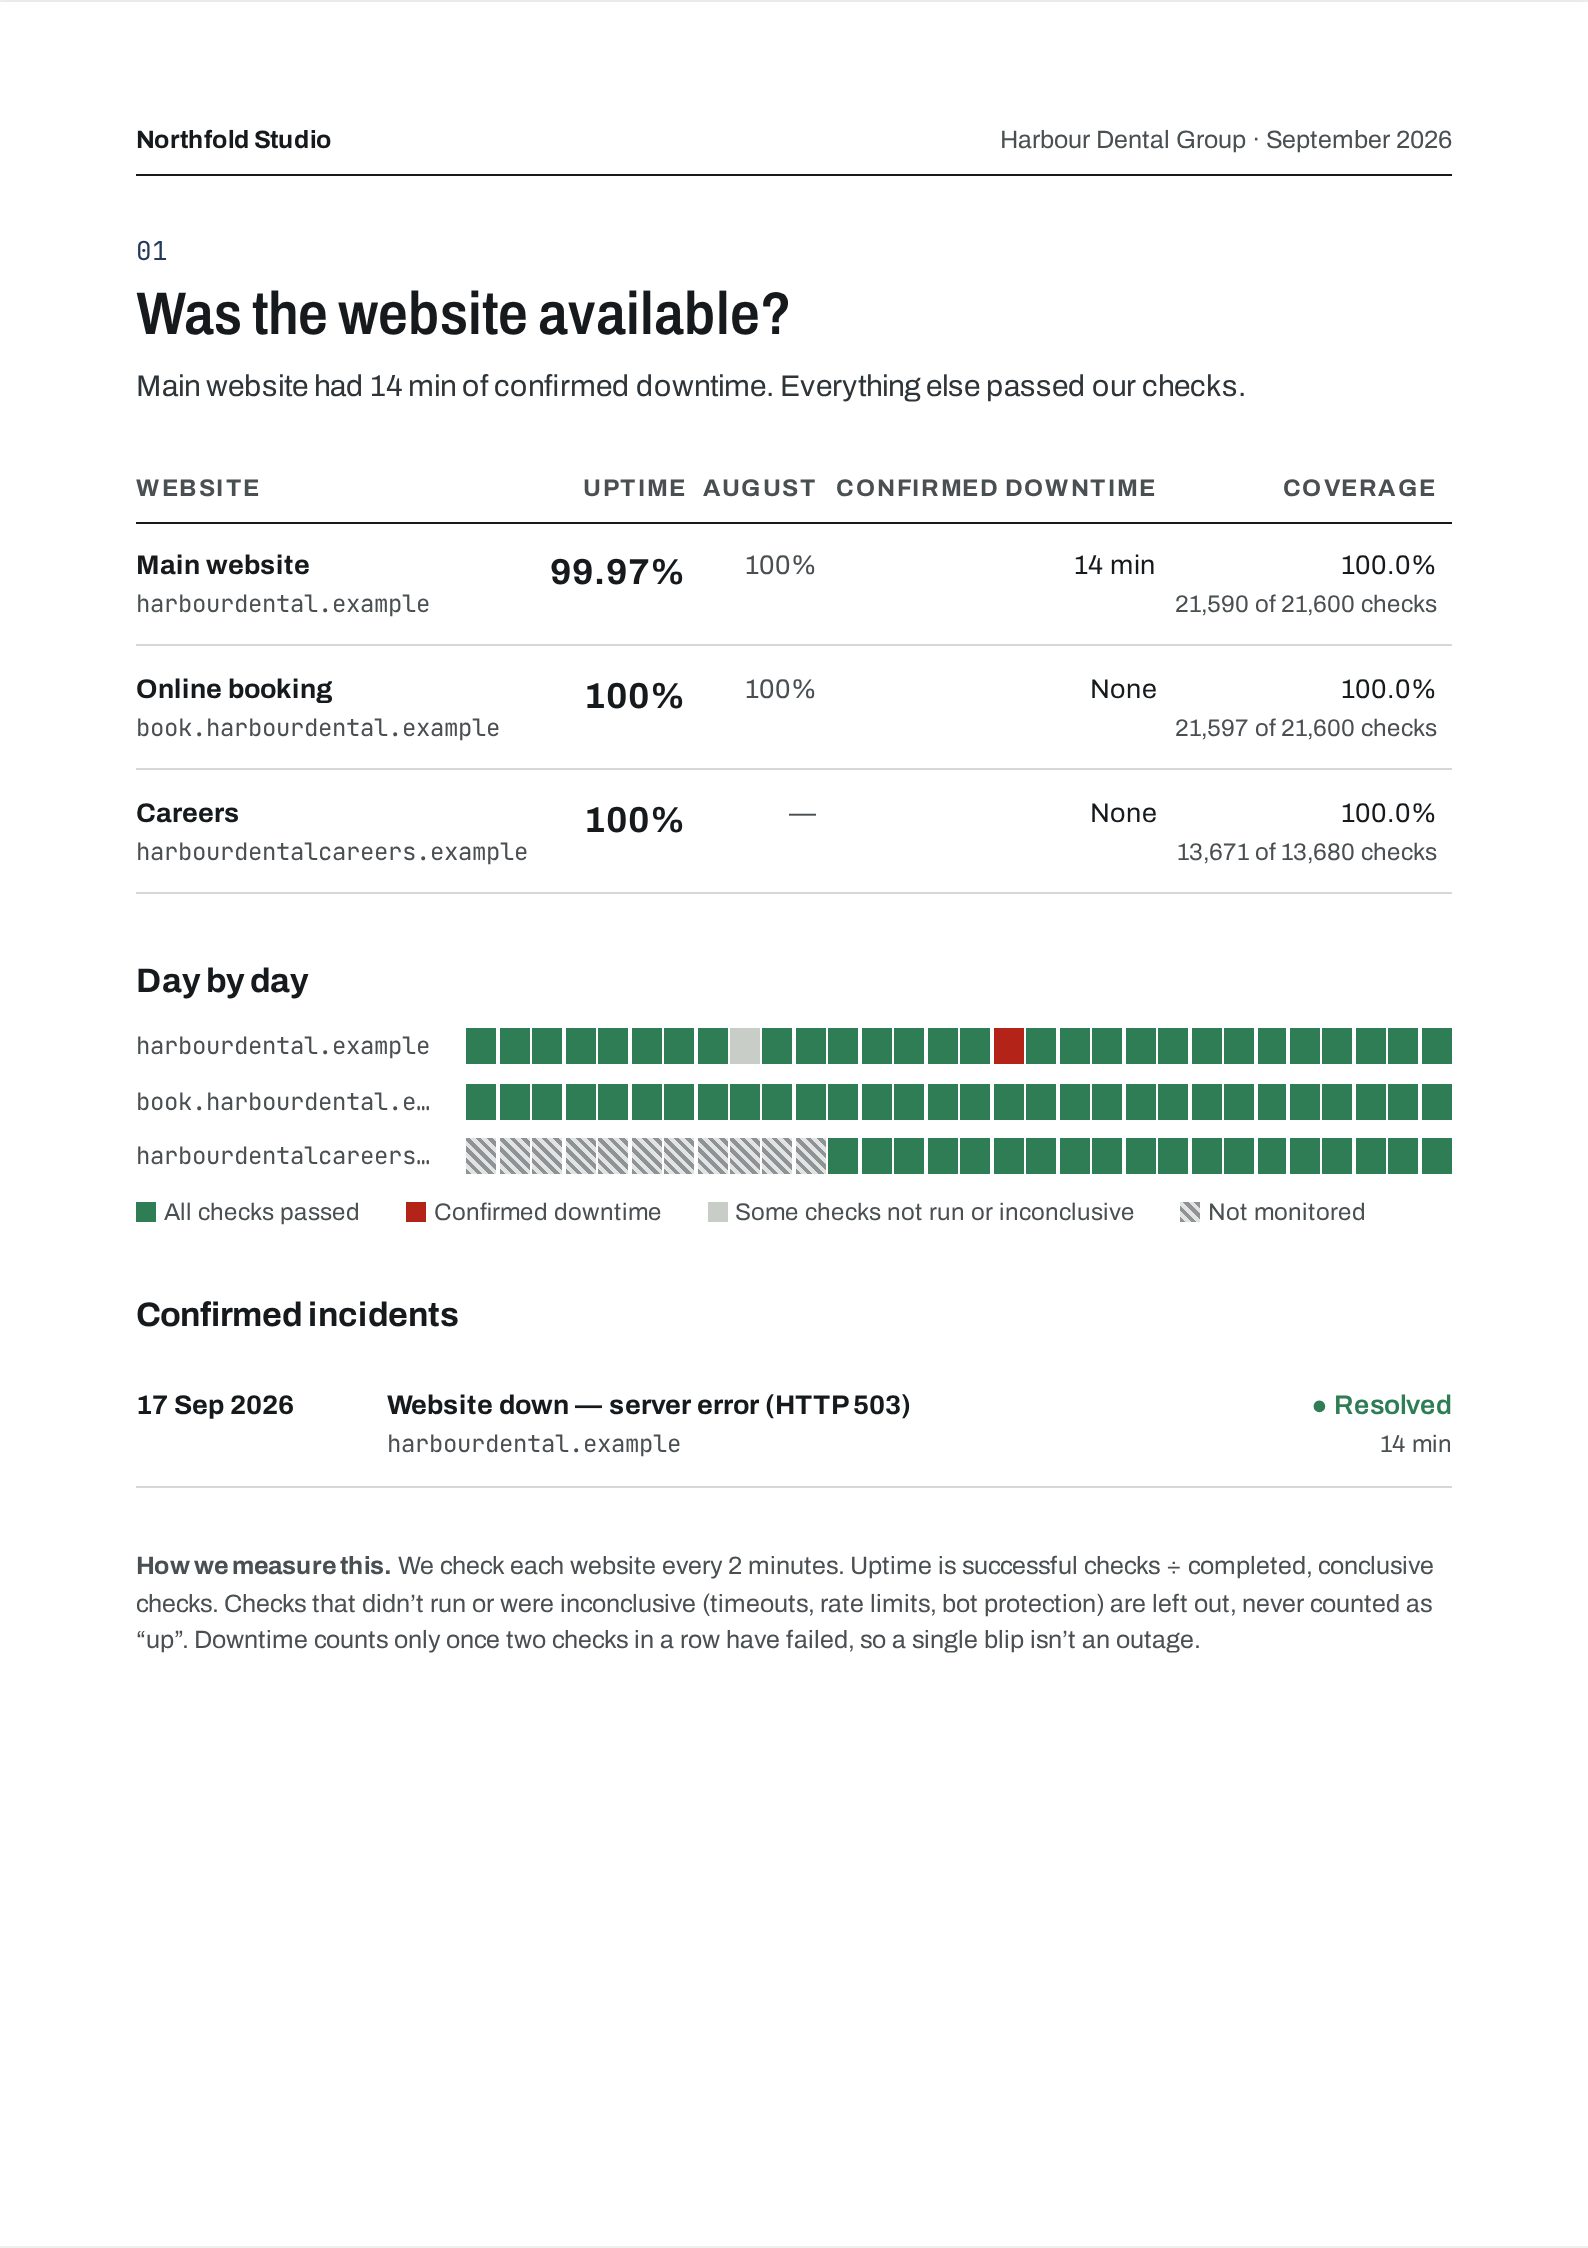 Northfold Studio
Harbour Dental Group · September 2026
01
Was the website available?
Main website had 14 min of confirmed downtime. Everything else passed our checks.
WEBSITE UPTIME AUGUST CONFIRMED DOWNTIME COVERAGE
Main website 99.97% 100% 14 min 100.0%
harbourdental.example 21,590 of 21,600 checks
Online booking 100% 100% None 100.0%
book.harbourdental.example 21,597 of 21,600 checks
Careers 100% — None 100.0%
harbourdentalcareers.example 13,671 of 13,680 checks
Day by day
harbourdental.example
book.harbourdental.e…
harbourdentalcareers…
All checks passed Confirmed downtime Some checks not run or inconclusive Not monitored
Confirmed incidents
17 Sep 2026 Website down — server error (HTTP 503) ● Resolved
harbourdental.example 14 min
How we measure this. We check each website every 2 minutes. Uptime is successful checks ÷ completed, conclusive
checks. Checks that didn’t run or were inconclusive (timeouts, rate limits, bot protection) are left out, never counted as
“up”. Downtime counts only once two checks in a row have failed, so a single blip isn’t an outage.